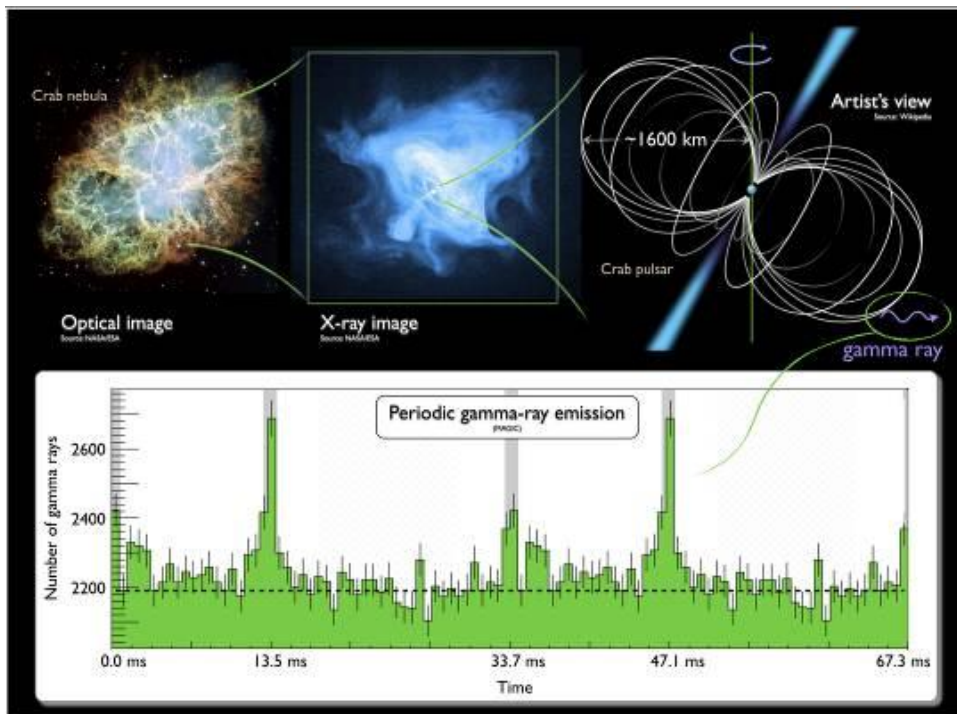 Crab nebula
Optical image
Source: NASA/ESA
X-ray image
Source: NASA/ESA
Artist's view
Source: Wikipedia
~1600 km
Crab pulsar
gamma ray
Periodic gamma-ray emission
(MAGIC)
Number of gamma rays
2600
2400
2200
0.0 ms 13.5 ms 33.7 ms 47.1 ms 67.3 ms
Time